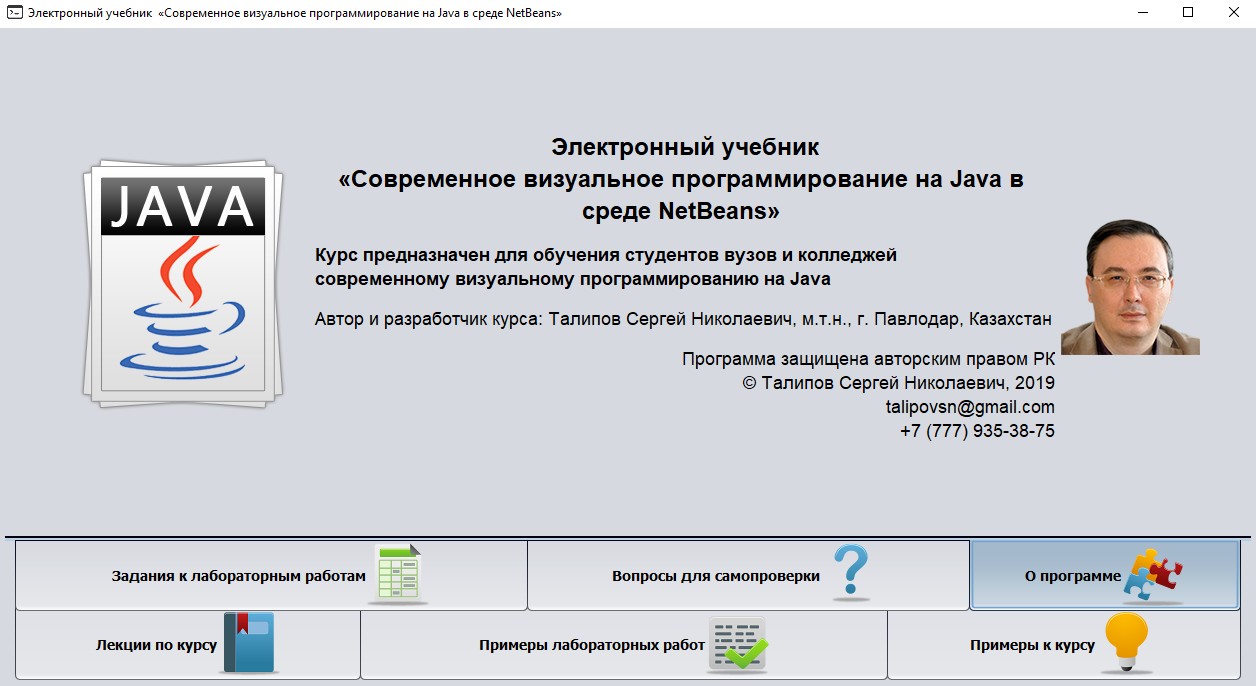 Электронный учебник «Современное визуальное программирование на Java в среде NetBeans»
Электронный учебник
«Современное визуальное программирование на Java в
среде NetBeans»
JAVA
Курс предназначен для обучения студентов вузов и колледжей
современному визуальному программированию на Java
Автор и разработчик курса: Талипов Сергей Николаевич, м.т.н., г. Павлодар, Казахстан
Программа защищена авторским правом РК
© Талипов Сергей Николаевич, 2019
talipovsn@gmail.com
+7 (777) 935-38-75
Задания к лабораторным работам
Вопросы для самопроверки
О программе
Лекции по курсу
Примеры лабораторных работ
Примеры к курсу